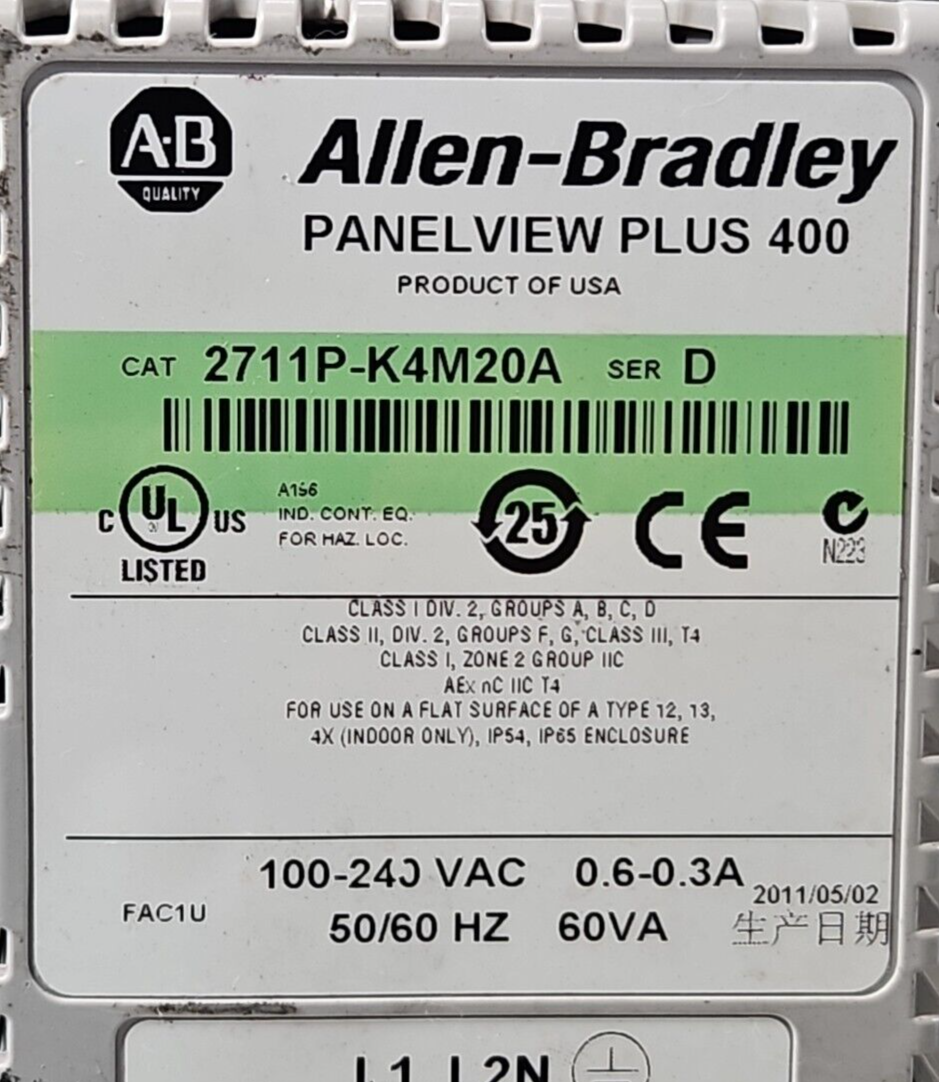 A-B
QUALITY
Allen-Bradley
PANELVIEW PLUS 400
PRODUCT OF USA
CAT 2711P-K4M20A SER D
C UL US
LISTED
A196
IND. CONT. EQ.
FOR HAZ. LOC.
25
CE
N223
CLASS I DIV. 2, GROUPS A, B, C, D
CLASS II, DIV. 2, GROUPS F, G, CLASS III, T4
CLASS I, ZONE 2 GROUP IIC
AEx nC IIC T4
FOR USE ON A FLAT SURFACE OF A TYPE 12, 13,
4X (INDOOR ONLY), IP54, IP65 ENCLOSURE
FAC1U
100-240 VAC 0.6-0.3A
50/60 HZ 60VA
2011/05/02
生产日期
L1 L2N